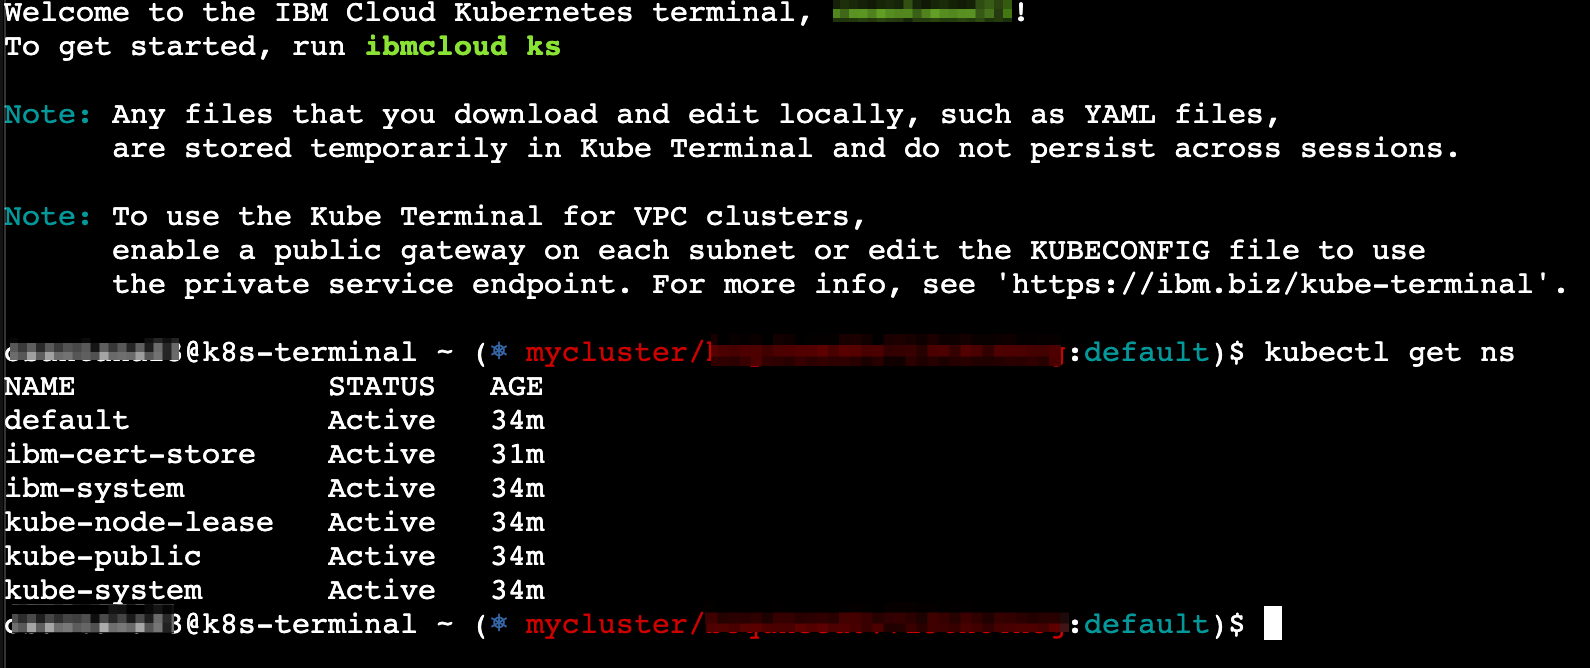 Welcome to the IBM Cloud Kubernetes terminal, !
To get started, run ibmcloud ks
Note: Any files that you download and edit locally, such as YAML files,
are stored temporarily in Kube Terminal and do not persist across sessions.
Note: To use the Kube Terminal for VPC clusters,
enable a public gateway on each subnet or edit the KUBECONFIG file to use
the private service endpoint. For more info, see 'https://ibm.biz/kube-terminal'.
@k8s-terminal ~ (⎈ mycluster/:default)$ kubectl get ns
NAME STATUS AGE
default Active 34m
ibm-cert-store Active 31m
ibm-system Active 34m
kube-node-lease Active 34m
kube-public Active 34m
kube-system Active 34m
@k8s-terminal ~ (⎈ mycluster/:default)$